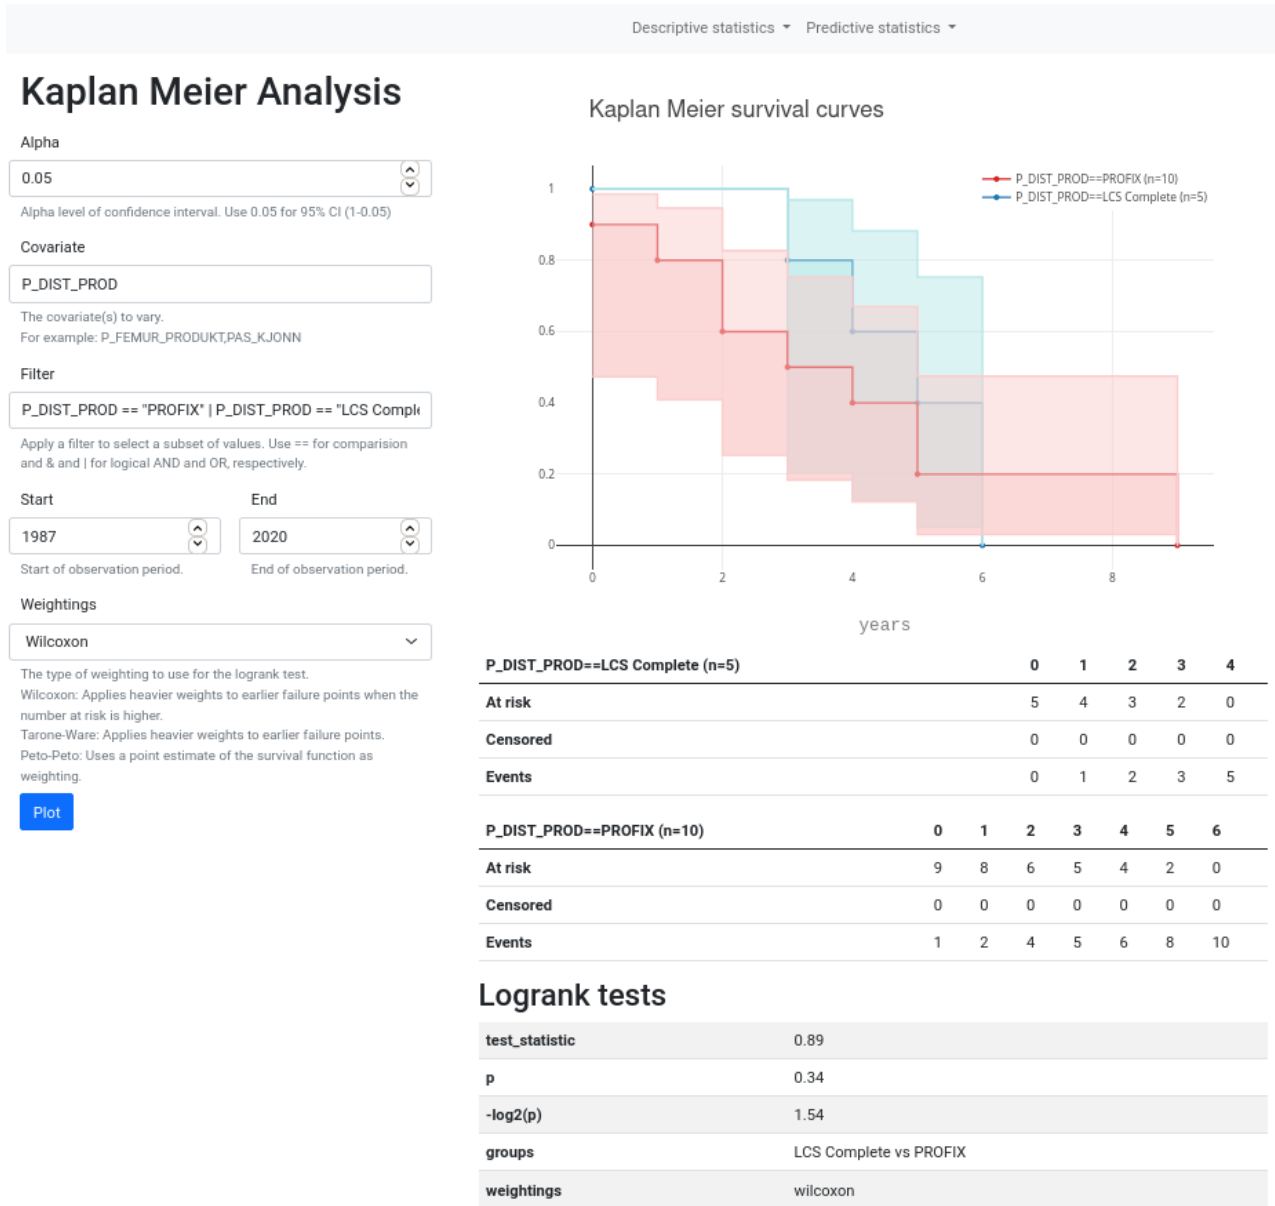 Descriptive statistics Predictive statistics
Kaplan Meier Analysis
Alpha
0.05
Alpha level of confidence interval. Use 0.05 for 95% CI (1-0.05)
Covariate
P_DIST_PROD
The covariate(s) to vary.
For example: P_FEMUR_PRODUKT,PAS_KJONN
Filter
P_DIST_PROD == "PROFIX" | P_DIST_PROD == "LCS Comple
Apply a filter to select a subset of values. Use == for comparision
and & and | for logical AND and OR, respectively.
Start End
1987 2020
Start of observation period. End of observation period.
Weightings
Wilcoxon
The type of weighting to use for the logrank test.
Wilcoxon: Applies heavier weights to earlier failure points when the
number at risk is higher.
Tarone-Ware: Applies heavier weights to earlier failure points.
Peto-Peto: Uses a point estimate of the survival function as
weighting.
Plot
Kaplan Meier survival curves
P_DIST_PROD==PROFIX (n=10)
P_DIST_PROD==LCS Complete (n=5)
1
0.8
0.6
0.4
0.2
0
0 2 4 6 8
years
P_DIST_PROD==LCS Complete (n=5) 0 1 2 3 4
At risk 5 4 3 2 0
Censored 0 0 0 0 0
Events 0 1 2 3 5
P_DIST_PROD==PROFIX (n=10) 0 1 2 3 4 5 6
At risk 9 8 6 5 4 2 0
Censored 0 0 0 0 0 0 0
Events 1 2 4 5 6 8 10
Logrank tests
test_statistic 0.89
p 0.34
-log2(p) 1.54
groups LCS Complete vs PROFIX
weightings wilcoxon